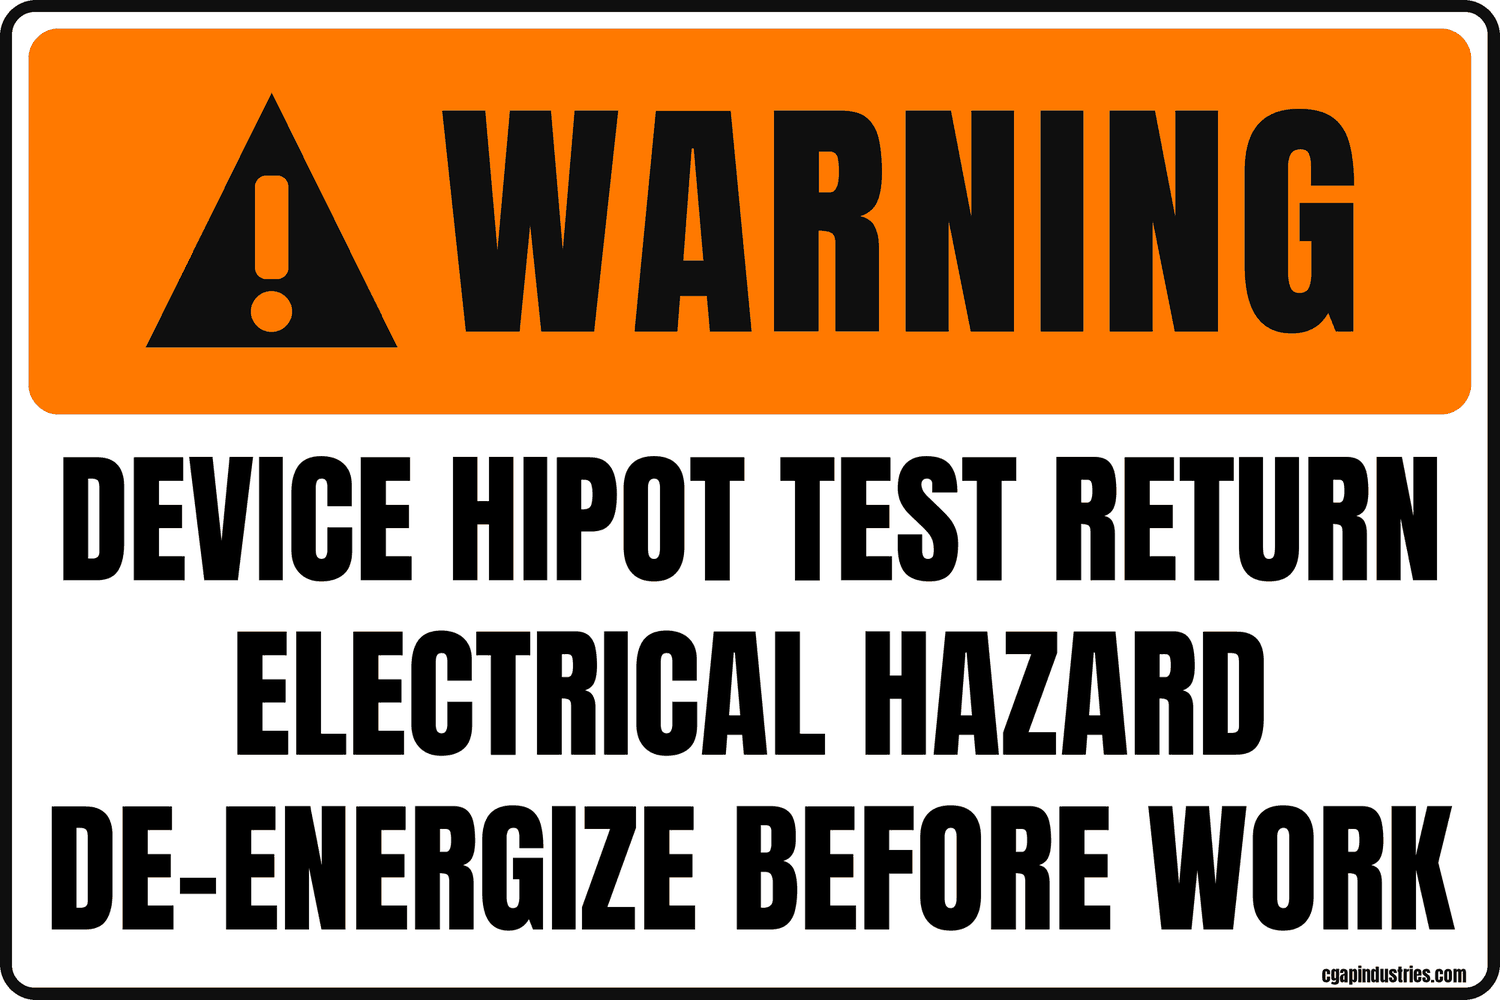 WARNING
DEVICE HIPOT TEST RETURN
ELECTRICAL HAZARD
DE-ENERGIZE BEFORE WORK
cgapindustries.com